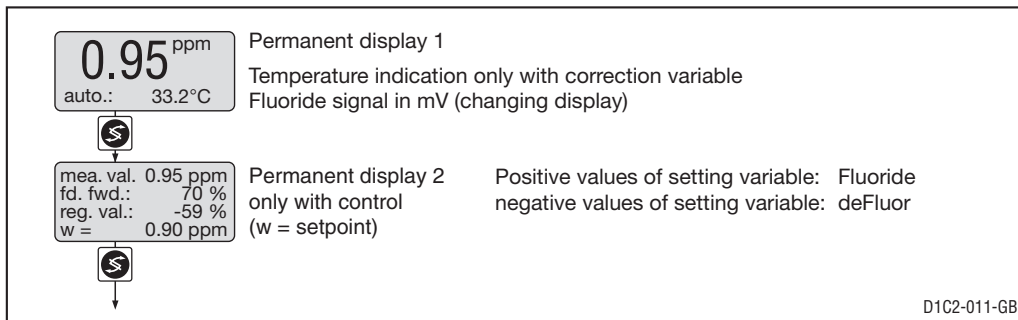 0.95 ppm
auto.: 33.2°C
Permanent display 1
Temperature indication only with correction variable
Fluoride signal in mV (changing display)
mea. val. 0.95 ppm
fd. fwd.: 70 %
reg. val.: -59 %
w = 0.90 ppm
Permanent display 2
only with control
(w = setpoint)
Positive values of setting variable: Fluoride
negative values of setting variable: deFluor
D1C2-011-GB